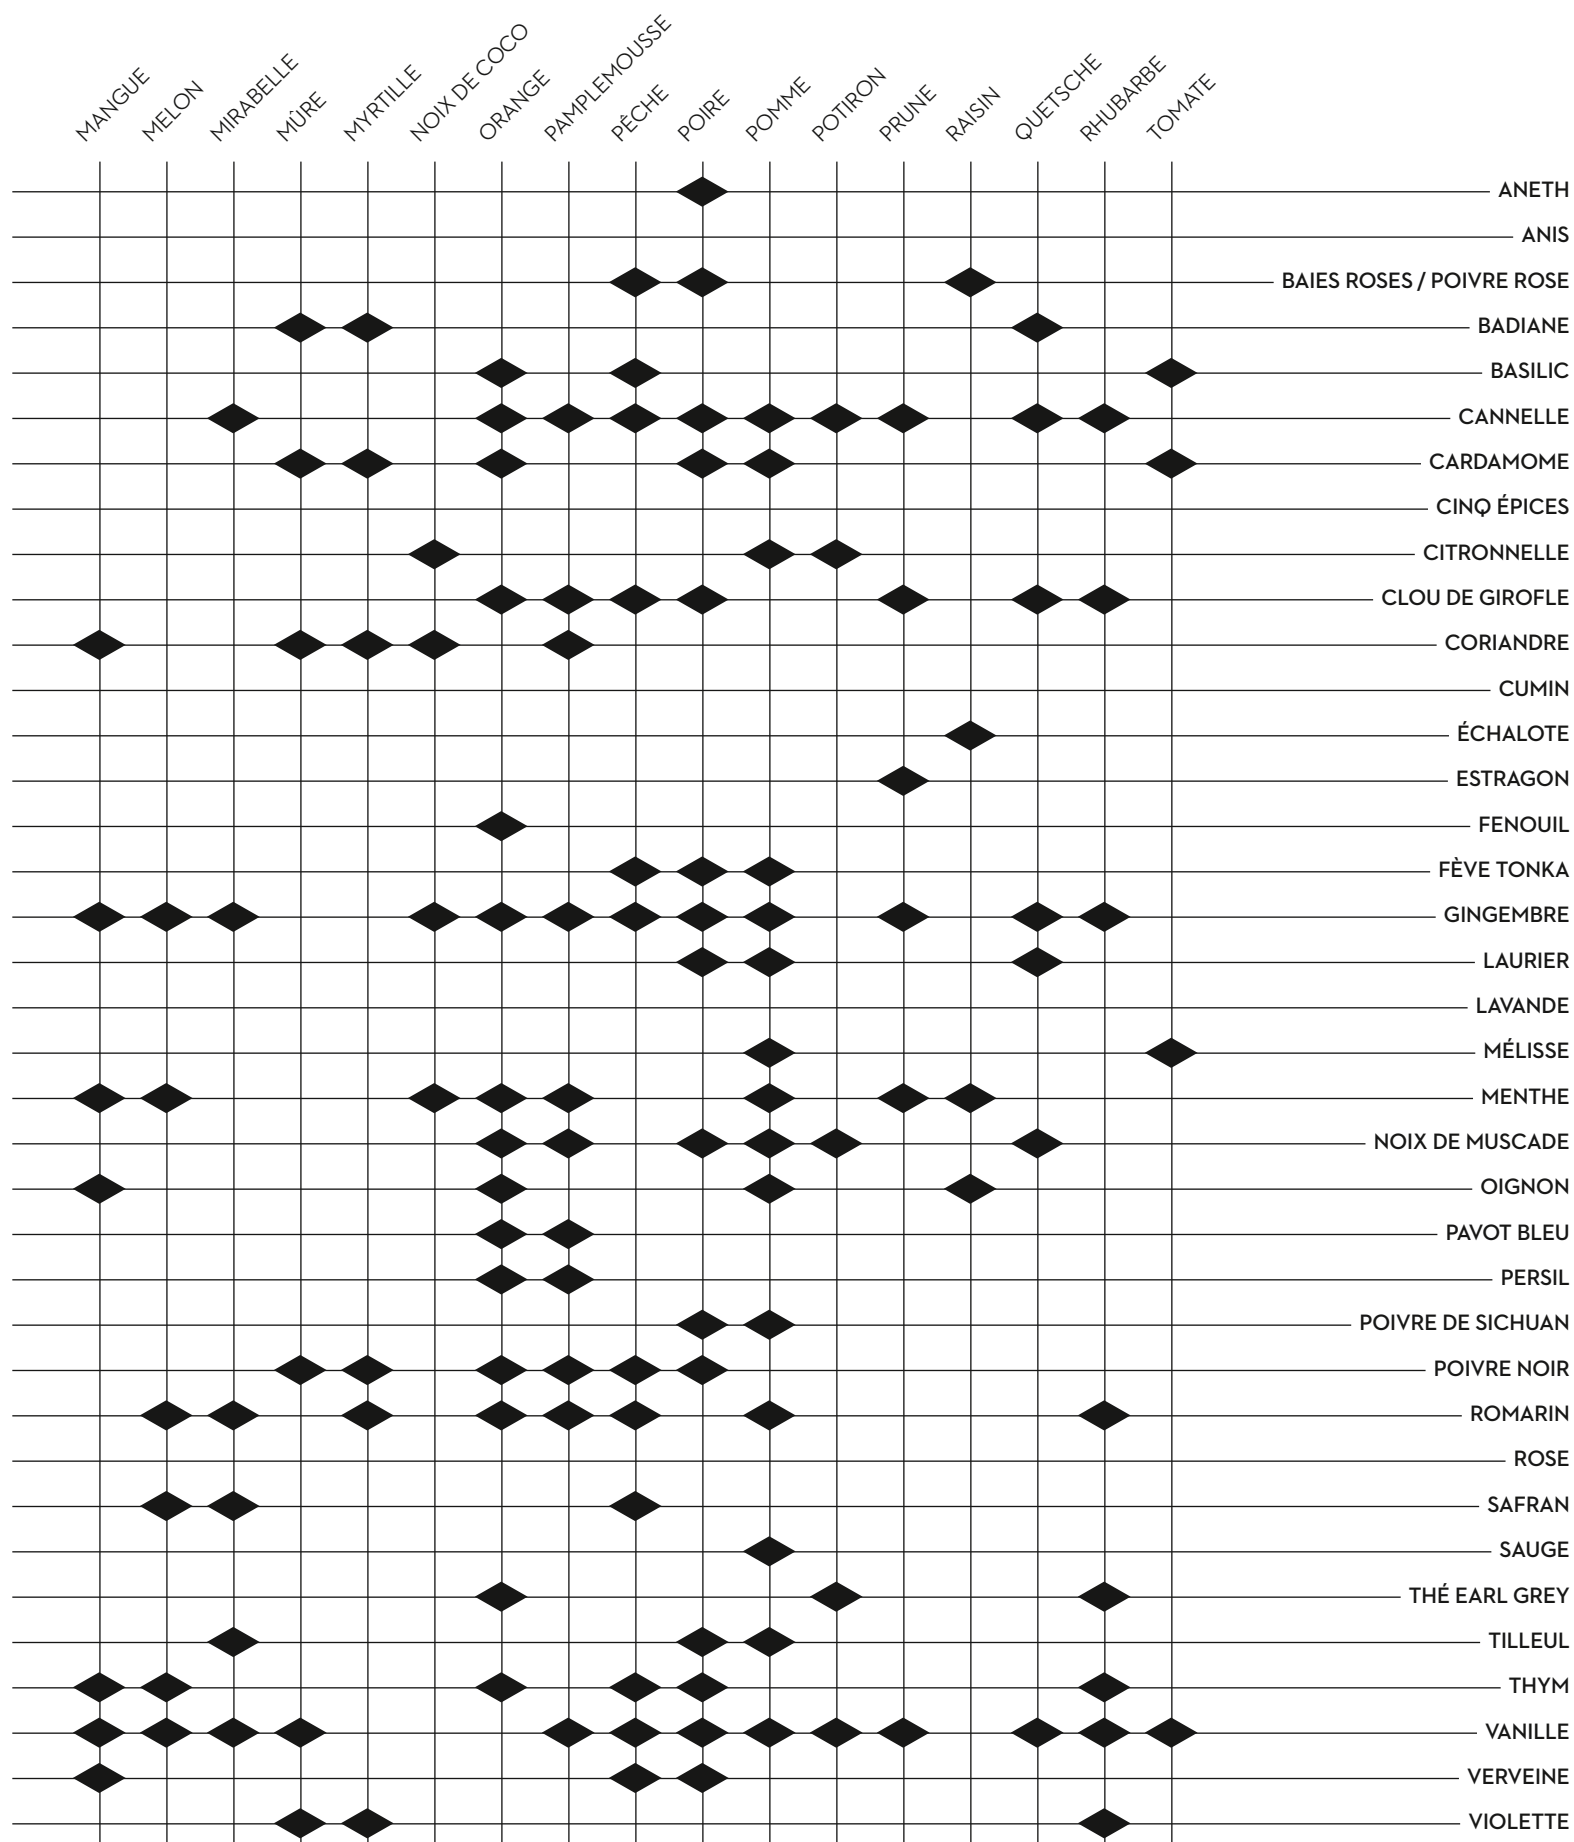 MANGUE
MELON
MIRABELLE
MÛRE
MYRTILLE
NOIX DE COCO
ORANGE
PAMPLEMOUSSE
PÊCHE
POIRE
POMME
POTIRON
PRUNE
RAISIN
QUETSCHE
RHUBARBE
TOMATE
ANETH
ANIS
BAIES ROSES / POIVRE ROSE
BADIANE
BASILIC
CANNELLE
CARDAMOME
CINQ ÉPICES
CITRONNELLE
CLOU DE GIROFLE
CORIANDRE
CUMIN
ÉCHALOTE
ESTRAGON
FENOUIL
FÈVE TONKA
GINGEMBRE
LAURIER
LAVANDE
MÉLISSE
MENTHE
NOIX DE MUSCADE
OIGNON
PAVOT BLEU
PERSIL
POIVRE DE SICHUAN
POIVRE NOIR
ROMARIN
ROSE
SAFRAN
SAUGE
THÉ EARL GREY
TILLEUL
THYM
VANILLE
VERVEINE
VIOLETTE